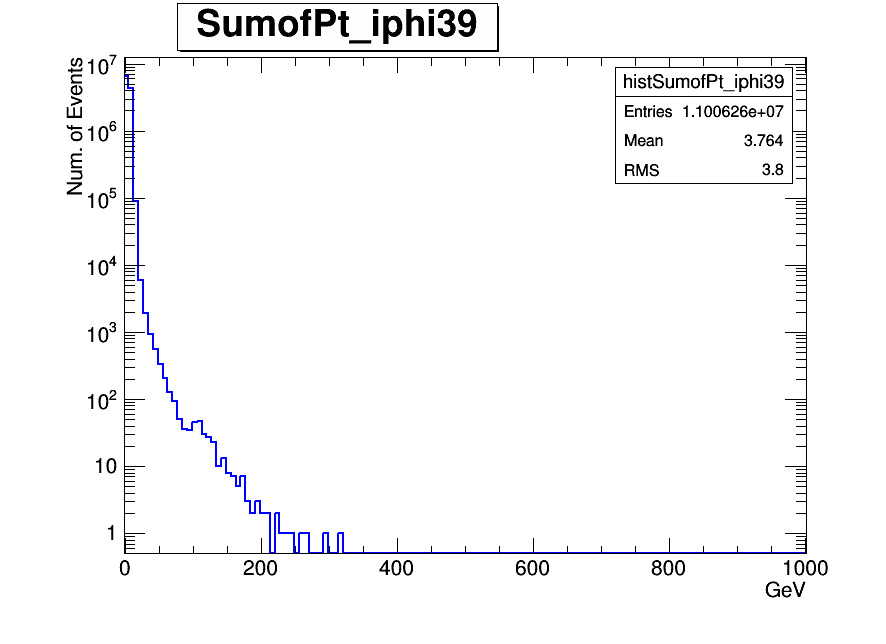 SumofPt_iphi39
histSumofPt_iphi39
Entries 1.100626e+07
Mean 3.764
RMS 3.8
Num. of Events
10^7
10^6
10^5
10^4
10^3
10^2
10
1
0 200 400 600 800 1000
GeV